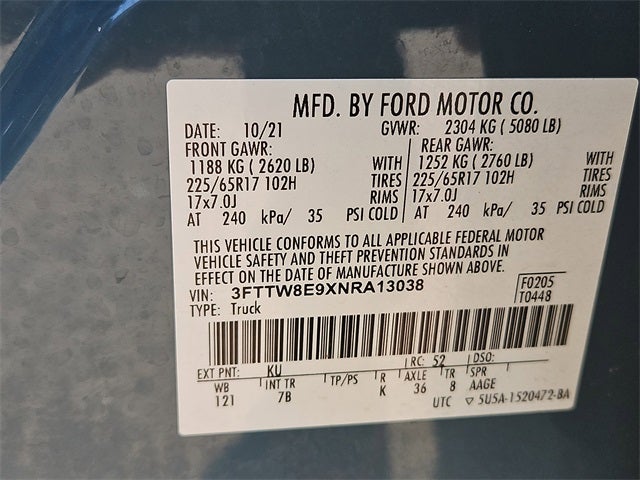 MFD. BY FORD MOTOR CO.
DATE: 10/21 GVWR: 2304 KG ( 5080 LB)
FRONT GAWR: REAR GAWR:
1188 KG ( 2620 LB) WITH 1252 KG ( 2760 LB) WITH
225/65R17 102H TIRES 225/65R17 102H TIRES
17x7.0J RIMS 17x7.0J RIMS
AT 240 kPa/ 35 PSI COLD AT 240 kPa/ 35 PSI COLD
THIS VEHICLE CONFORMS TO ALL APPLICABLE FEDERAL MOTOR
VEHICLE SAFETY AND THEFT PREVENTION STANDARDS IN
EFFECT ON THE DATE OF MANUFACTURE SHOWN ABOVE.
VIN: 3FTTW8E9XNRA13038 F0205
TYPE: Truck T0448
EXT PNT: KU RC: 52 DSO:
WB INT TR TP/PS R AXLE TR SPR
121 7B K 36 8 AAGE
UTC ▽ 5U5A-1520472-BA